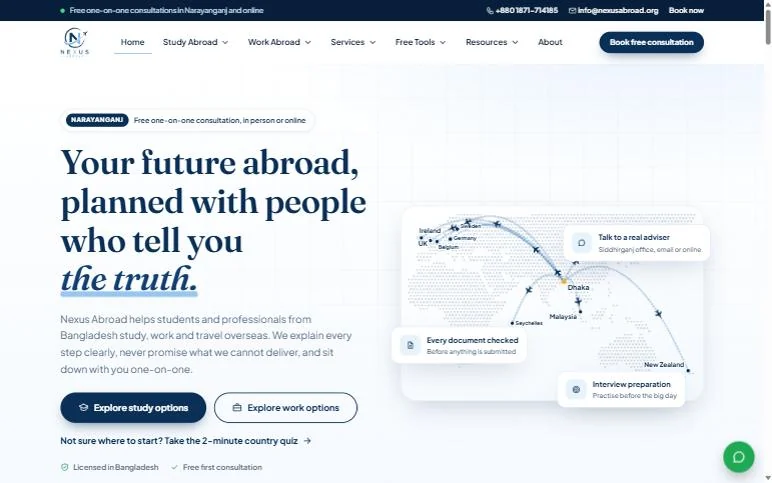 Free one-on-one consultations in Narayanganj and online
+880 1871-714185
info@nexusabroad.org
Book now
NEXUS
Home
Study Abroad
Work Abroad
Services
Free Tools
Resources
About
Book free consultation
NARAYANGANJ
Free one-on-one consultation, in person or online
Your future abroad,
planned with people
who tell you
the truth.
Nexus Abroad helps students and professionals from
Bangladesh study, work and travel overseas. We explain every
step clearly, never promise what we cannot deliver, and sit
down with you one-on-one.
Explore study options
Explore work options
Not sure where to start? Take the 2-minute country quiz →
Licensed in Bangladesh
Free first consultation
Ireland
UK
Sweden
Germany
Belgium
Talk to a real adviser
Siddhirganj office, email or online
Dhaka
Malaysia
Seychelles
Every document checked
Before anything is submitted
New Zealand
Interview preparation
Practise before the big day